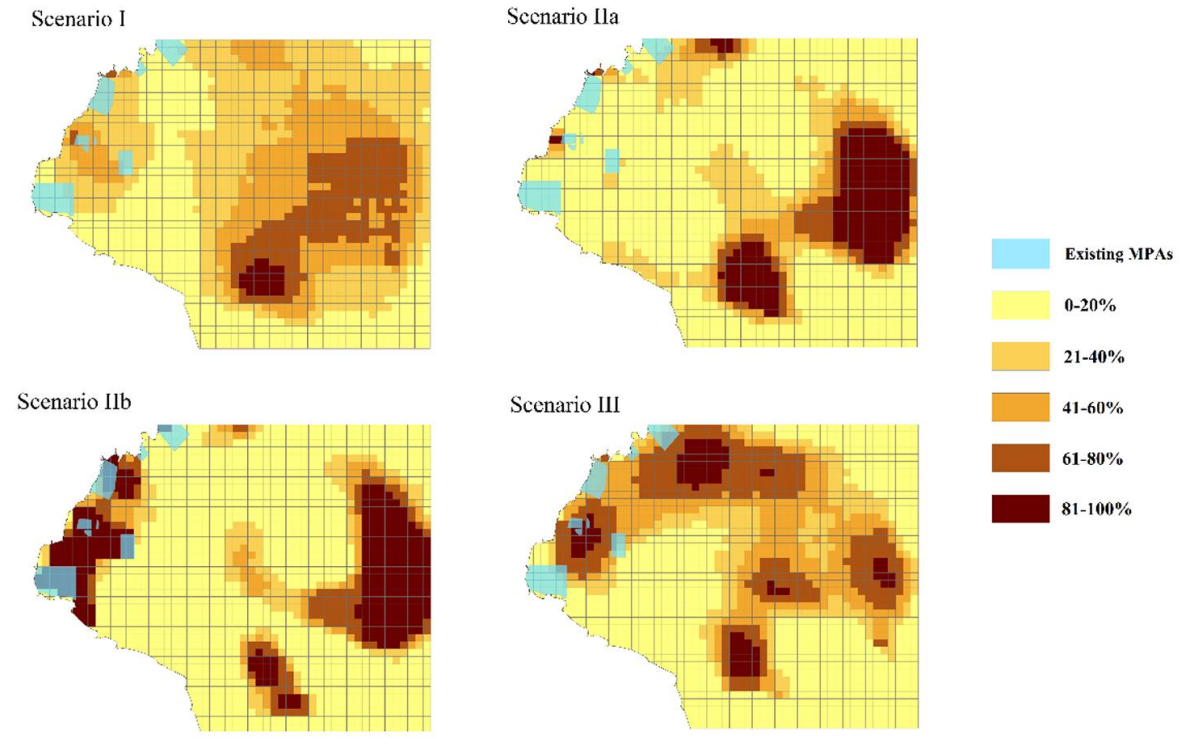 Scenario I
Scenario IIa
Existing MPAs
0-20%
21-40%
41-60%
61-80%
81-100%
Scenario IIb
Scenario III